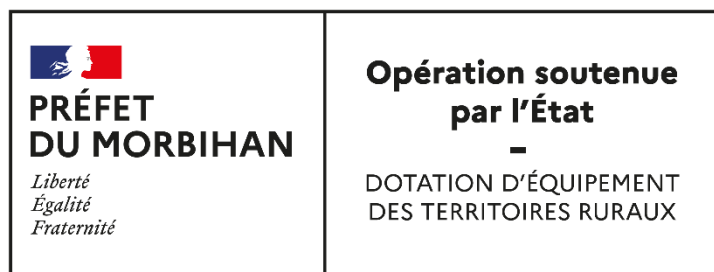 PRÉFET
DU MORBIHAN
Liberté
Égalité
Fraternité
Opération soutenue
par l'État
–
DOTATION D'ÉQUIPEMENT
DES TERRITOIRES RURAUX